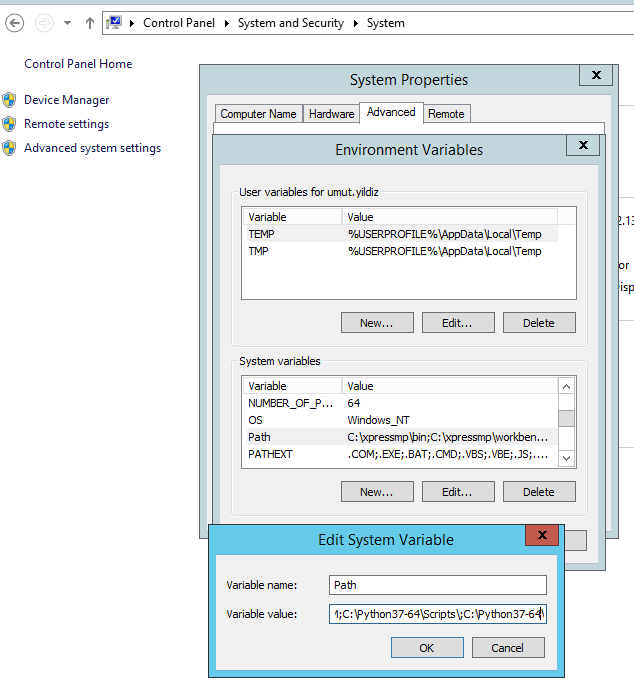 Control Panel System and Security System
Control Panel Home
Device Manager
Remote settings
Advanced system settings
System Properties
Computer Name Hardware Advanced Remote
Environment Variables
User variables for umut.yildiz
Variable Value
TEMP %USERPROFILE%\AppData\Local\Temp
TMP %USERPROFILE%\AppData\Local\Temp
New... Edit... Delete
System variables
Variable Value
NUMBER_OF_P... 64
OS Windows_NT
Path C:\xpressmp\bin;C:\xpressmp\workben...
PATHEXT .COM;.EXE;.BAT;.CMD;.VBS;.VBE;.JS;....
New... Edit... Delete
Edit System Variable
Variable name: Path
Variable value: ;C:\Python37-64\Scripts\;C:\Python37-64\
OK Cancel